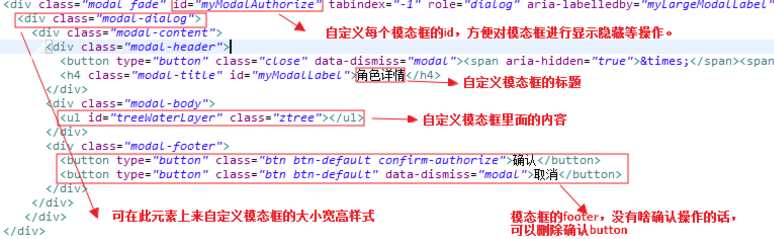 <div class="modal fade" id="myModalAuthorize" tabindex="-1" role="dialog" aria-labelledby="myLargeModalLabel"
<div class="modal-dialog">
自定义每个模态框的id，方便对模态框进行显示隐藏等操作。
<div class="modal-content">
<div class="modal-header">
<button type="button" class="close" data-dismiss="modal"><span aria-hidden="true">&times;</span><span
<h4 class="modal-title" id="myModalLabel">角色详情</h4>
自定义模态框的标题
</div>
<div class="modal-body">
<ul id="treeWaterLayer" class="ztree"></ul>
自定义模态框里面的内容
</div>
<div class="modal-footer">
<button type="button" class="btn btn-default confirm-authorize">确认</button>
<button type="button" class="btn btn-default" data-dismiss="modal">取消</button>
</div>
</div>
</div>
</div>
可在此元素上来自定义模态框的大小宽高样式
模态框的footer，没有啥确认操作的话，
可以删除确认button